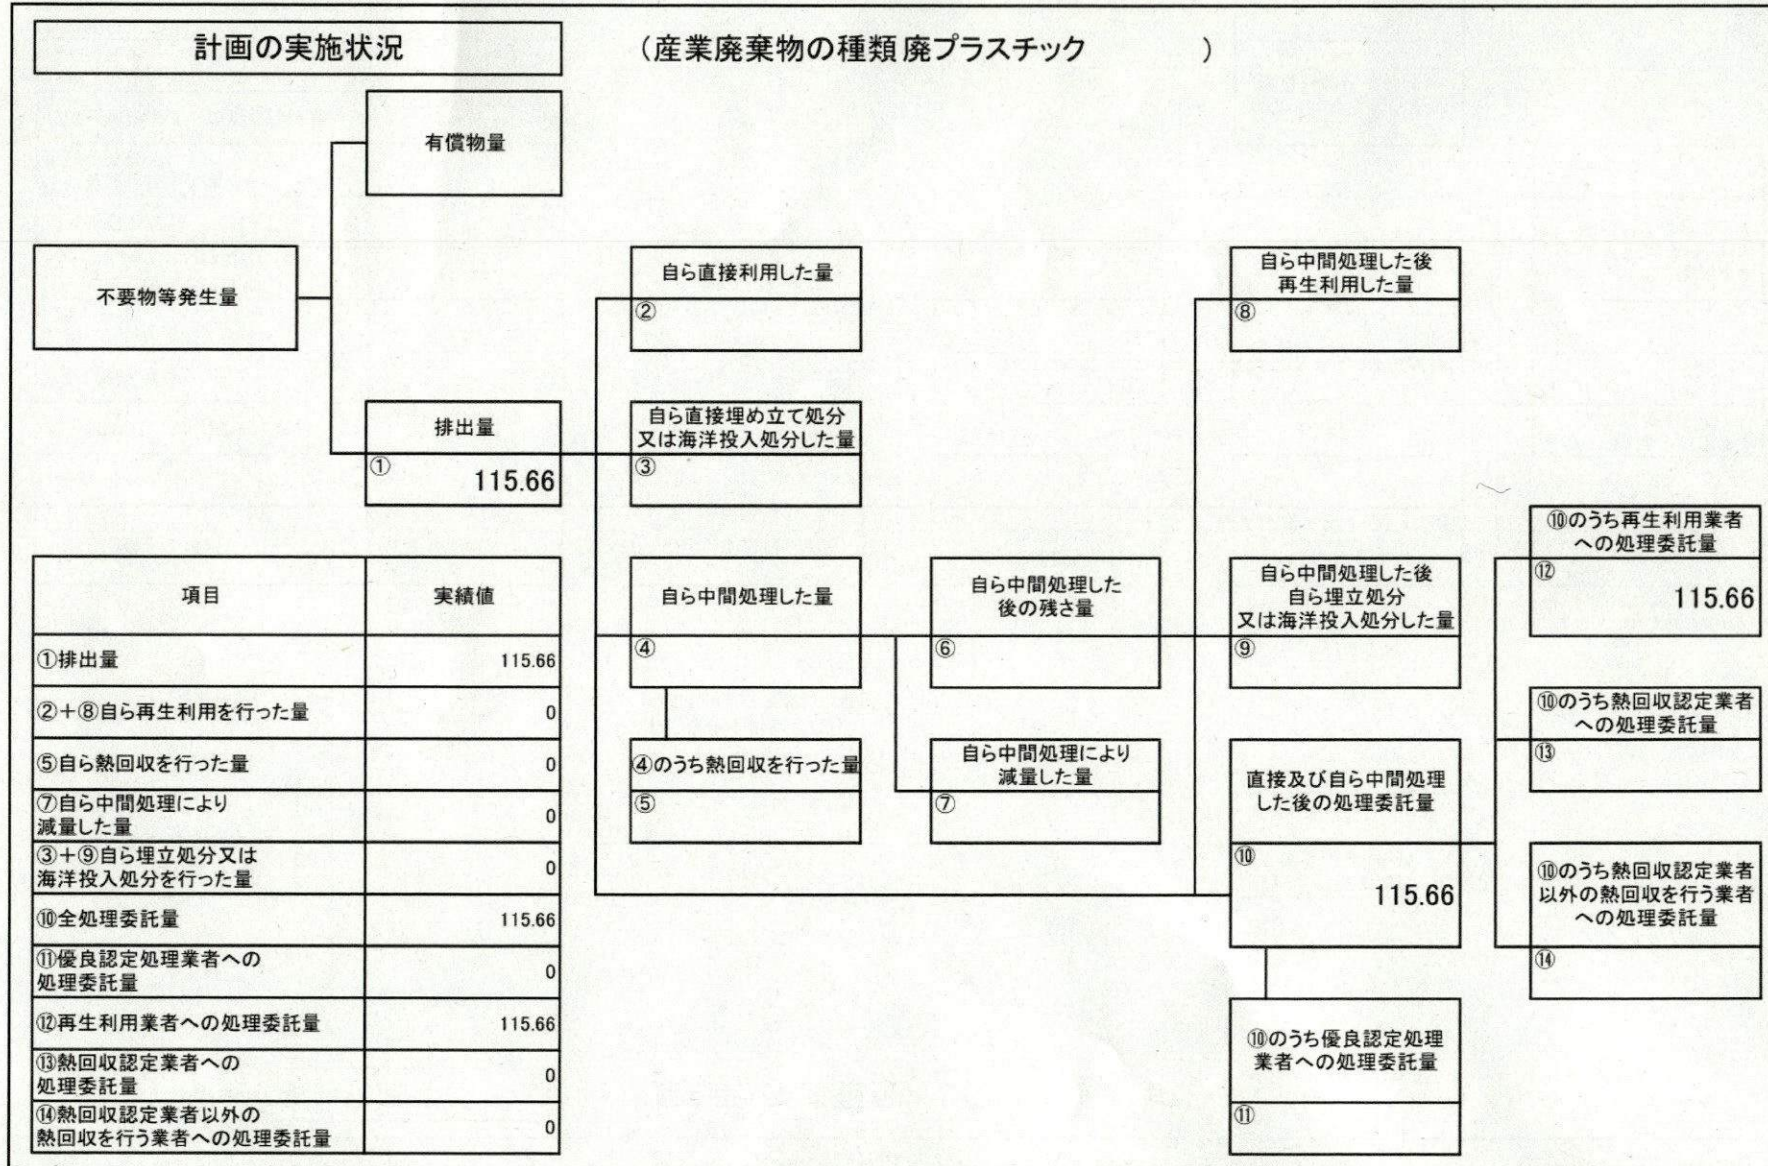 計画の実施状況
（産業廃棄物の種類 廃プラスチック　　　　）
有償物量
不要物等発生量
排出量
①
115.66
自ら直接利用した量
②
自ら直接埋め立て処分
又は海洋投入処分した量
③
自ら中間処理した量
④
④のうち熱回収を行った量
⑤
自ら中間処理した
後の残さ量
⑥
自ら中間処理により
減量した量
⑦
自ら中間処理した後
再生利用した量
⑧
自ら中間処理した後
自ら埋立処分
又は海洋投入処分した量
⑨
直接及び自ら中間処理
した後の処理委託量
⑩
115.66
⑩のうち優良認定処理
業者への処理委託量
⑪
⑩のうち再生利用業者
への処理委託量
⑫
115.66
⑩のうち熱回収認定業者
への処理委託量
⑬
⑩のうち熱回収認定業者
以外の熱回収を行う業者
への処理委託量
⑭
項目 実績値
①排出量 115.66
②＋⑧自ら再生利用を行った量 0
⑤自ら熱回収を行った量 0
⑦自ら中間処理により
減量した量 0
③＋⑨自ら埋立処分又は
海洋投入処分を行った量 0
⑩全処理委託量 115.66
⑪優良認定処理業者への
処理委託量 0
⑫再生利用業者への処理委託量 115.66
⑬熱回収認定業者への
処理委託量 0
⑭熱回収認定業者以外の
熱回収を行う業者への処理委託量 0